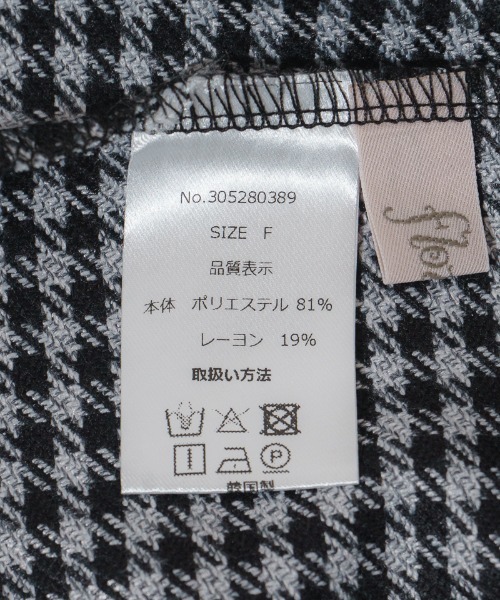 No.305280389
SIZE F
品質表示
本体 ポリエステル 81%
レーヨン 19%
取扱い方法
P
韓国製